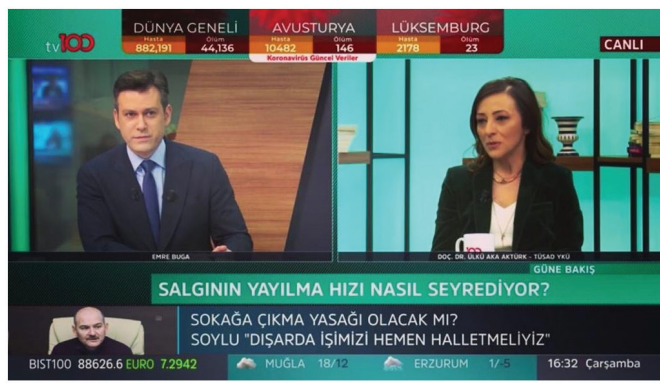 tv100
DÜNYA GENELİ
Hasta Ölüm
882,191 44,136
AVUSTURYA
Hasta Ölüm
10482 146
LÜKSEMBURG
Hasta Ölüm
2178 23
Koronavirüs Güncel Veriler
CANLI
EMRE BUGA
DOÇ. DR. ÜLKÜ AKA AKTÜRK - TÜSAD YKÜ
GÜNE BAKIŞ
SALGININ YAYILMA HIZI NASIL SEYREDİYOR?
SOKAĞA ÇIKMA YASAĞI OLACAK MI?
SOYLU "DIŞARDA İŞİMİZİ HEMEN HALLETMELİYİZ"
BIST100 88626.6 EURO 7.2942 MUĞLA 18/12 ERZURUM 1/-5 16:32 Çarşamba